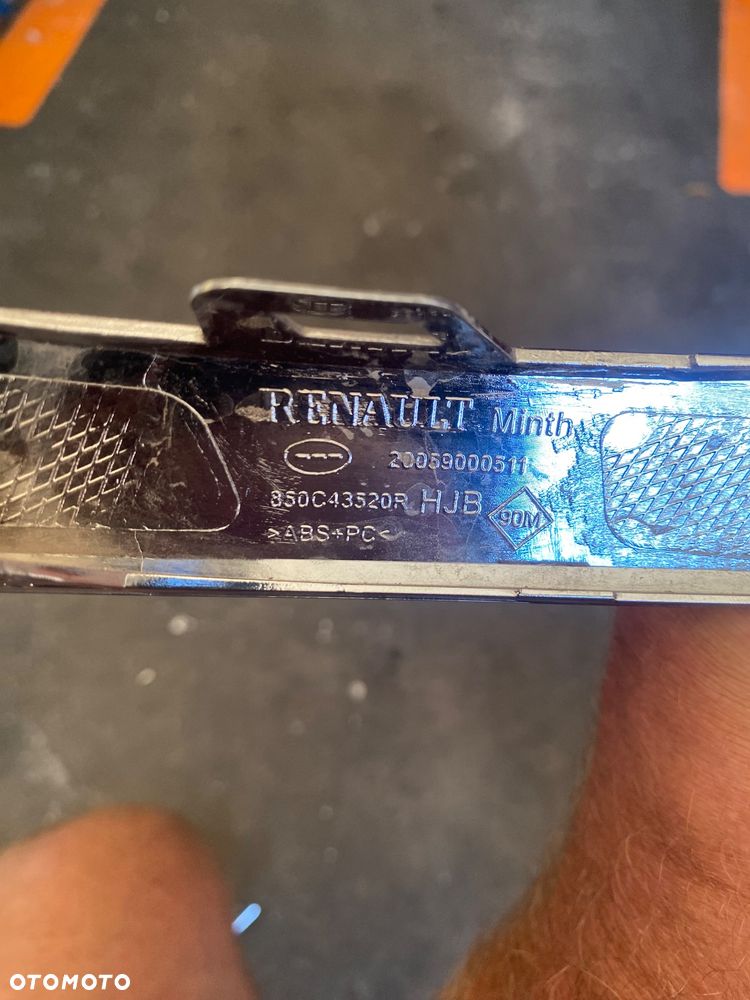 RENAULT Minth
20059000511
850C43520R HJB 90M
>ABS+PC<
OTOMOTO